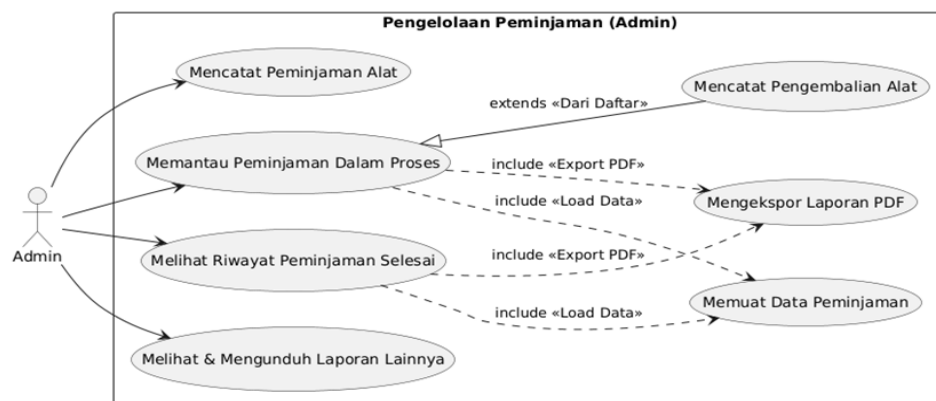 Pengelolaan Peminjaman (Admin)
Mencatat Peminjaman Alat
Mencatat Pengembalian Alat
extends «Dari Daftar»
Memantau Peminjaman Dalam Proses
include «Export PDF»
include «Load Data»
Mengekspor Laporan PDF
Admin
Melihat Riwayat Peminjaman Selesai
include «Export PDF»
include «Load Data»
Memuat Data Peminjaman
Melihat & Mengunduh Laporan Lainnya